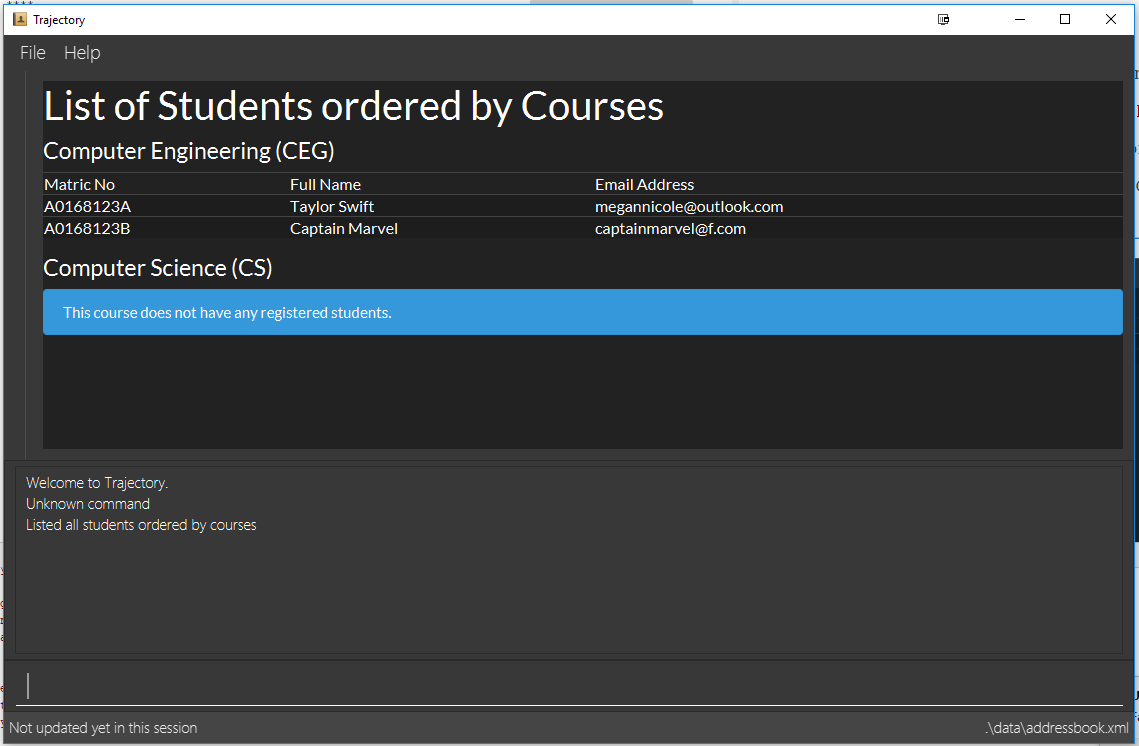 Trajectory
File Help
List of Students ordered by Courses
Computer Engineering (CEG)
Matric No Full Name Email Address
A0168123A Taylor Swift megannicole@outlook.com
A0168123B Captain Marvel captainmarvel@f.com
Computer Science (CS)
This course does not have any registered students.
Welcome to Trajectory.
Unknown command
Listed all students ordered by courses
Not updated yet in this session .\data\addressbook.xml